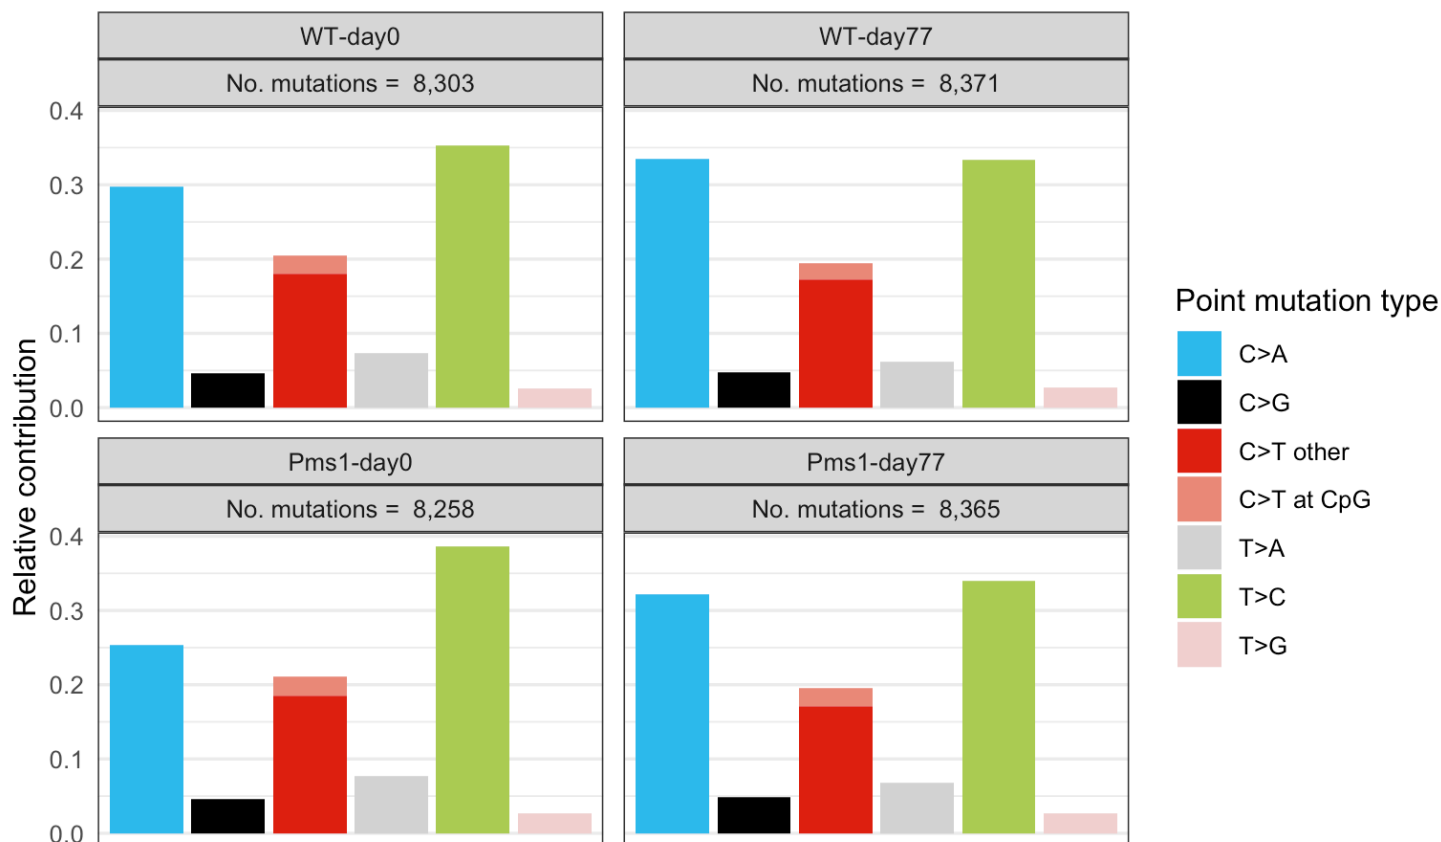 WT-day0
WT-day77
No. mutations = 8,303
No. mutations = 8,371
0.4
0.3
0.2
0.1
0.0
Pms1-day0
Pms1-day77
No. mutations = 8,258
No. mutations = 8,365
0.4
0.3
0.2
0.1
0.0
Relative contribution
Point mutation type
C>A
C>G
C>T other
C>T at CpG
T>A
T>C
T>G